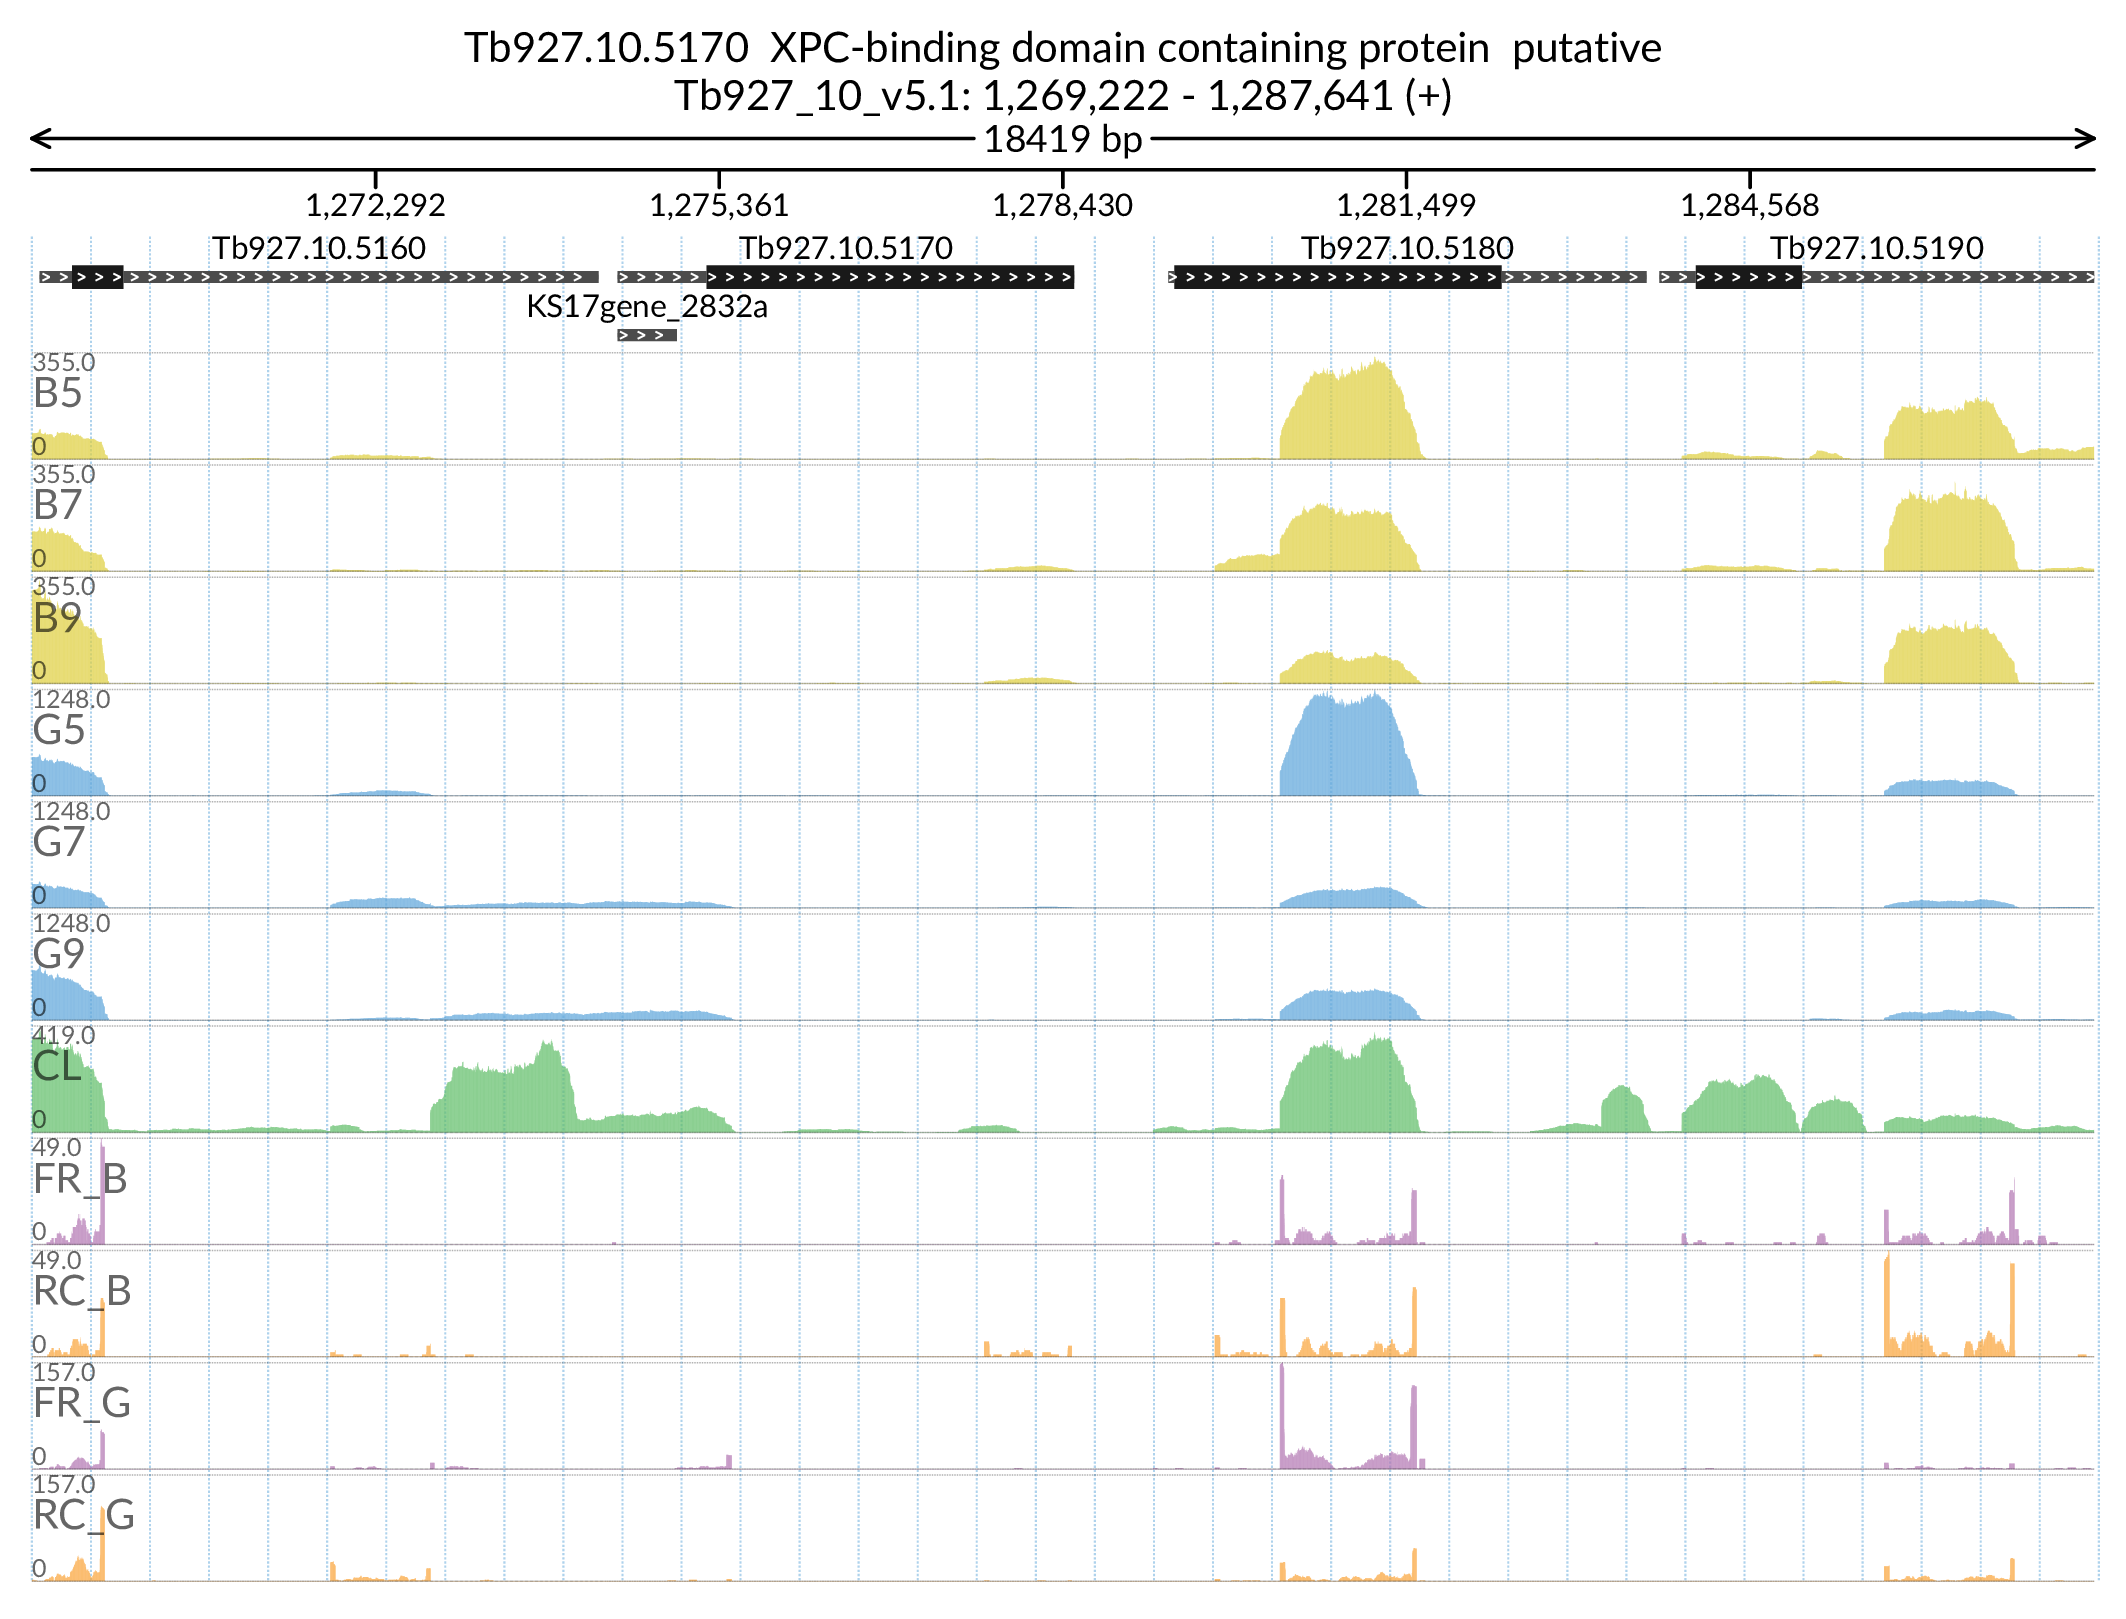 Tb927.10.5170  XPC-binding domain containing protein  putative
Tb927_10_v5.1: 1,269,222 - 1,287,641 (+)
18419 bp
1,272,292 1,275,361 1,278,430 1,281,499 1,284,568
Tb927.10.5160 Tb927.10.5170 Tb927.10.5180 Tb927.10.5190
KS17gene_2832a
355.0
B5
0
355.0
B7
0
355.0
B9
0
1248.0
G5
0
1248.0
G7
0
1248.0
G9
0
419.0
CL
0
49.0
FR_B
0
49.0
RC_B
0
157.0
FR_G
0
157.0
RC_G
0